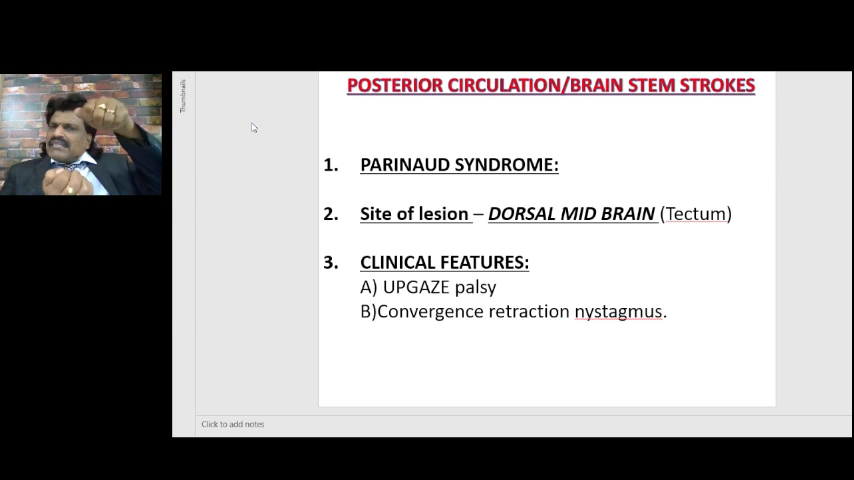 Thumbnails
POSTERIOR CIRCULATION/BRAIN STEM STROKES
1. PARINAUD SYNDROME:
2. Site of lesion – DORSAL MID BRAIN (Tectum)
3. CLINICAL FEATURES:
A) UPGAZE palsy
B)Convergence retraction nystagmus.
Click to add notes